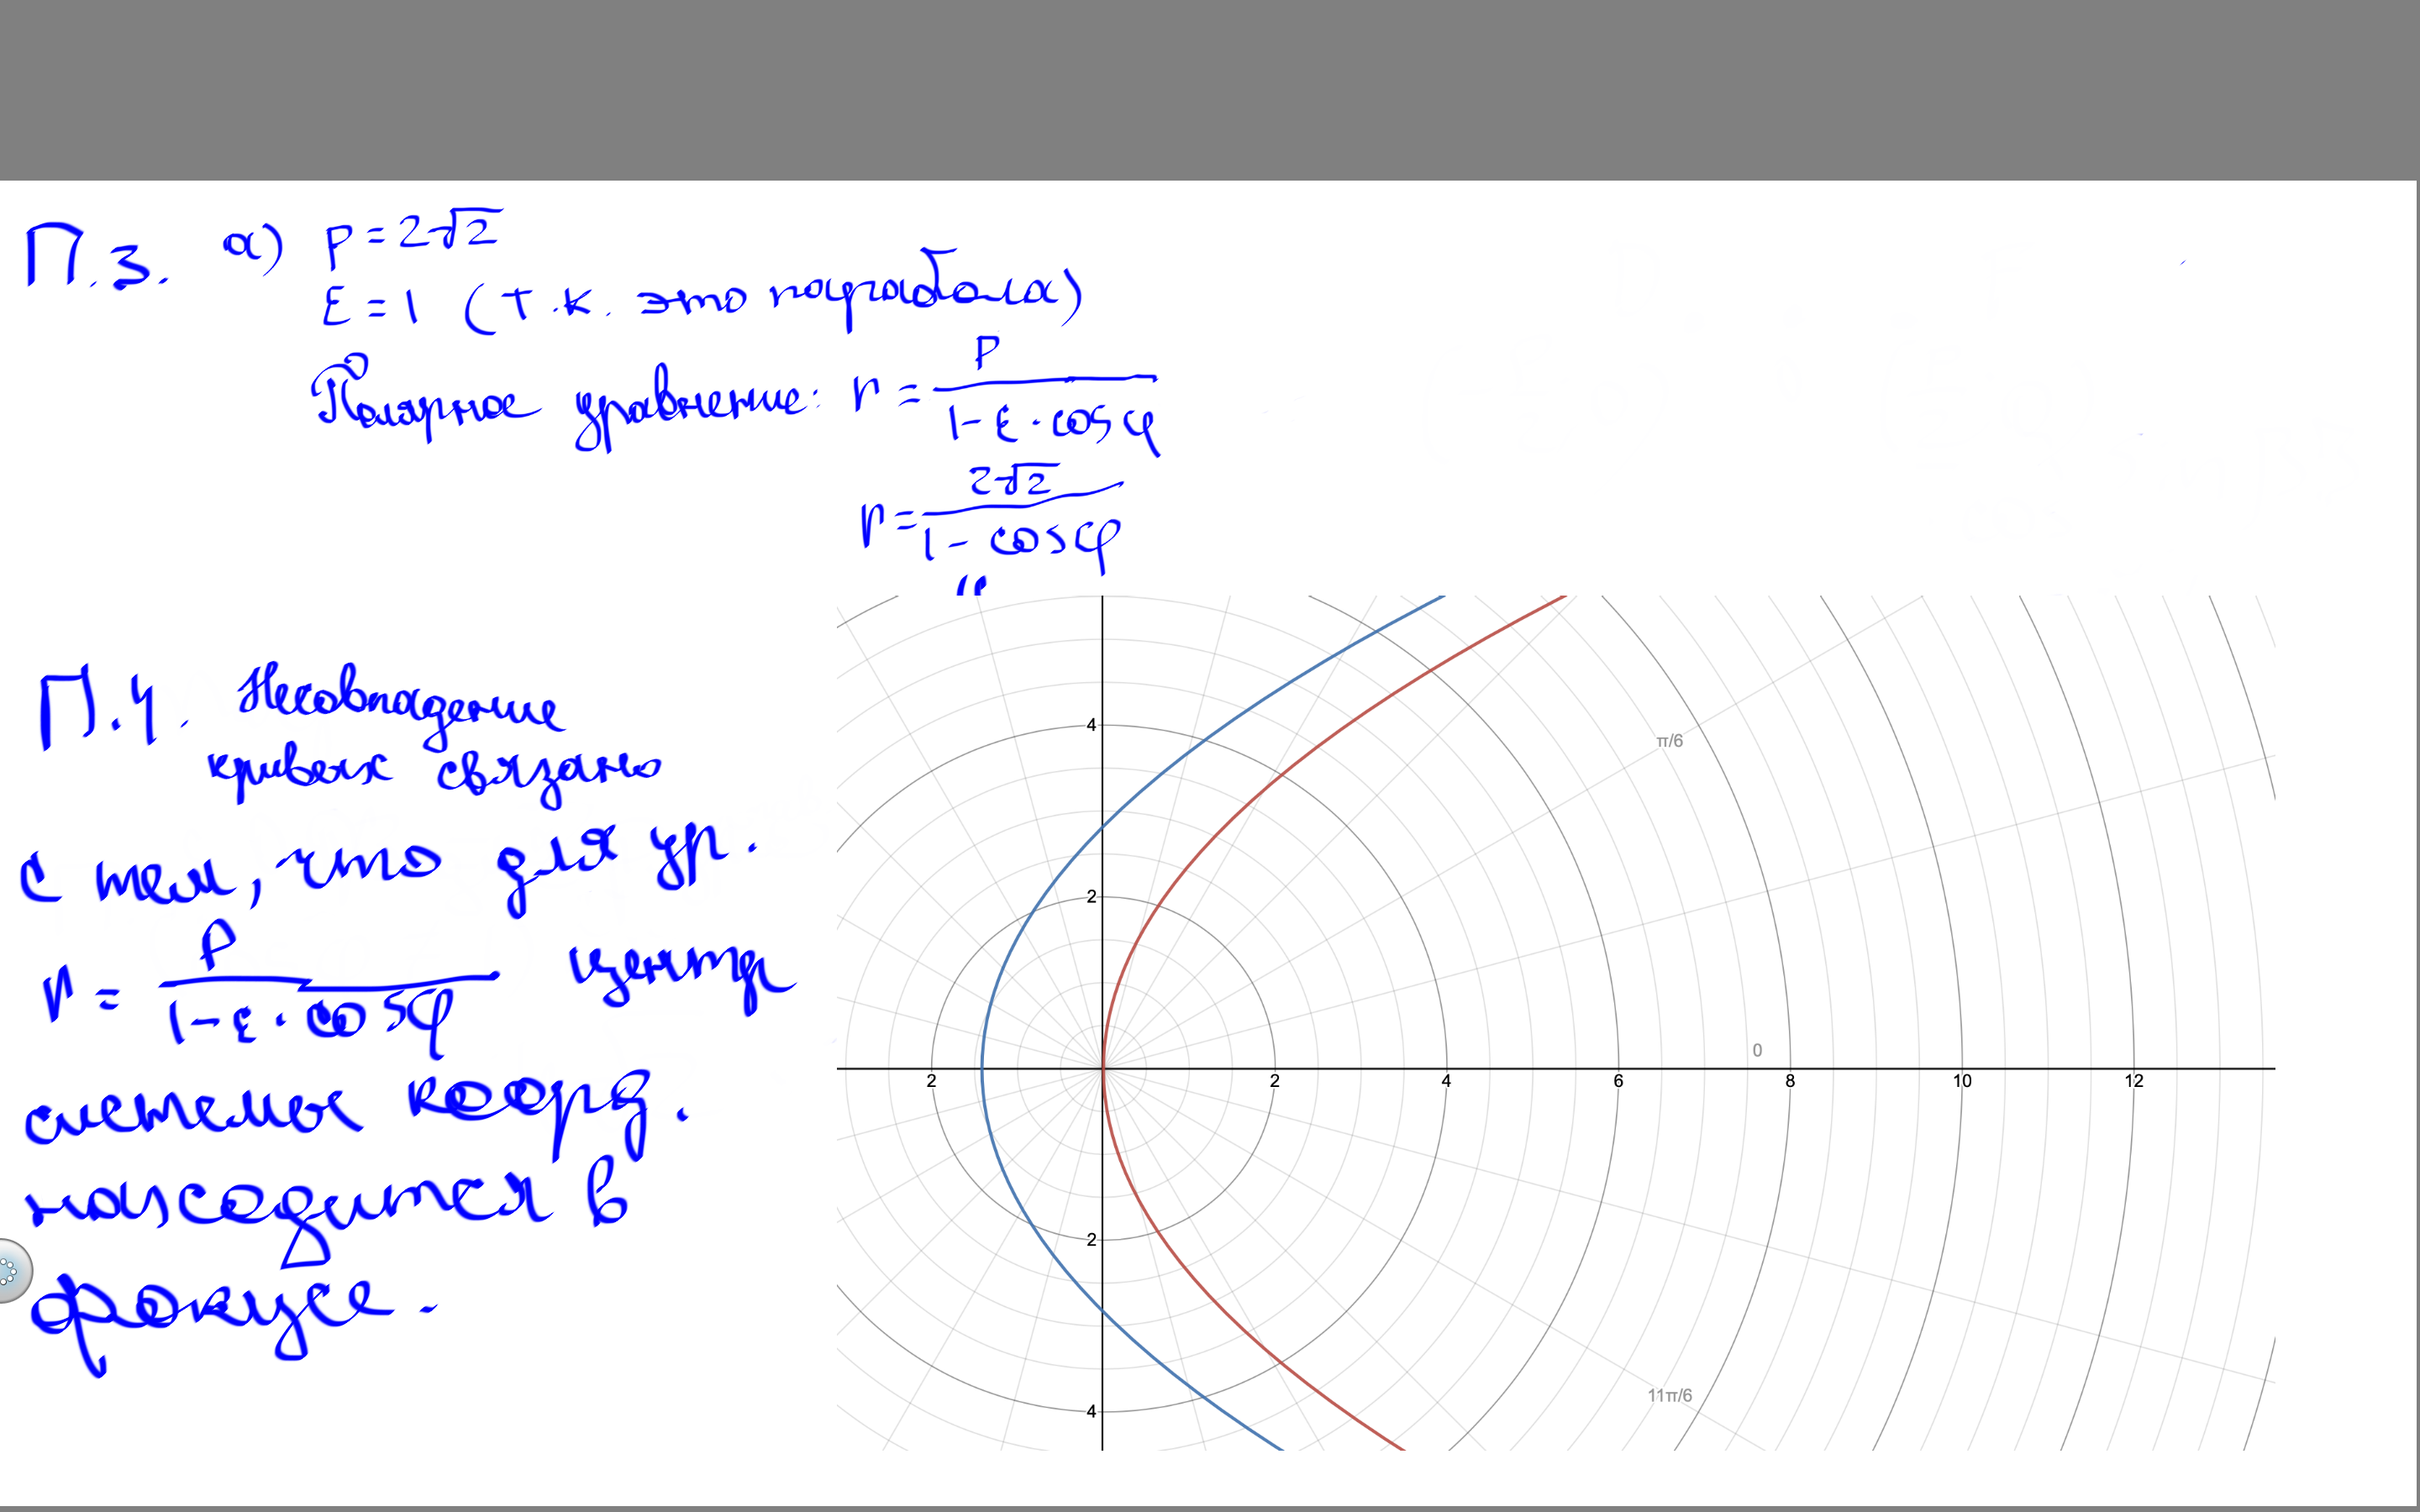 П.3. а) p = 2√2
ε = 1 (т.к. это парабола)
Полярное уравнение: r = p / (1 - ε · cos φ)
r = 2√2 / (1 - cos φ)
П.4. Несовпадение
кривых связано
с тем, что для ур.
r = p / (1 - ε · cos φ) центр
системы коорд.
находится в
фокусе.
4
π/6
2
0
2 2 4 6 8 10 12
2
11π/6
4